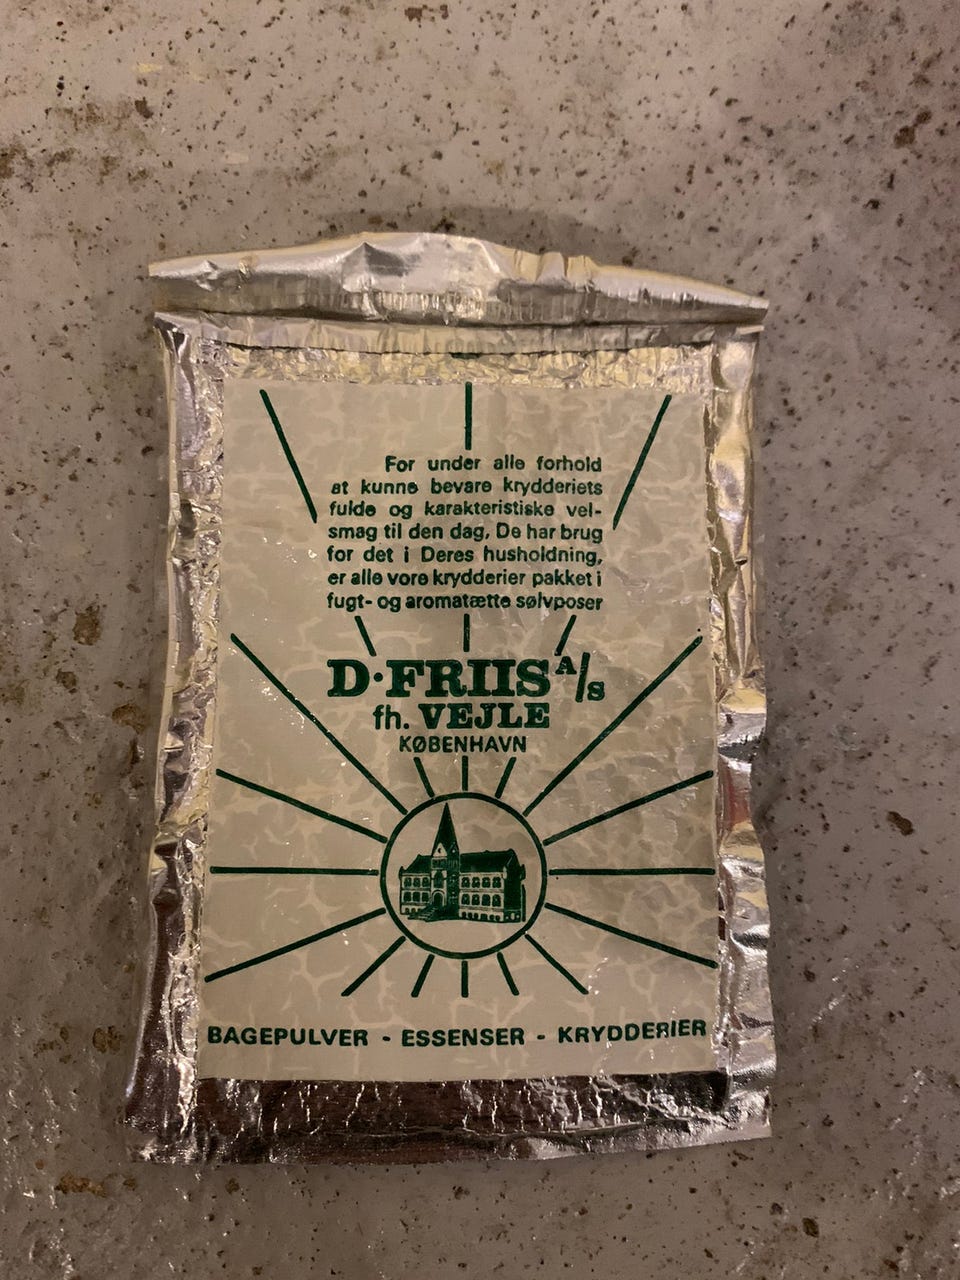 For under alle forhold
at kunne bevare krydderiets
fulde og karakteristiske vel-
smag til den dag, De har brug
for det i Deres husholdning,
er alle vore krydderier pakket i
fugt- og aromatætte sølvposer
D·FRIIS A/S
fh. VEJLE
KØBENHAVN
BAGEPULVER - ESSENSER - KRYDDERIER